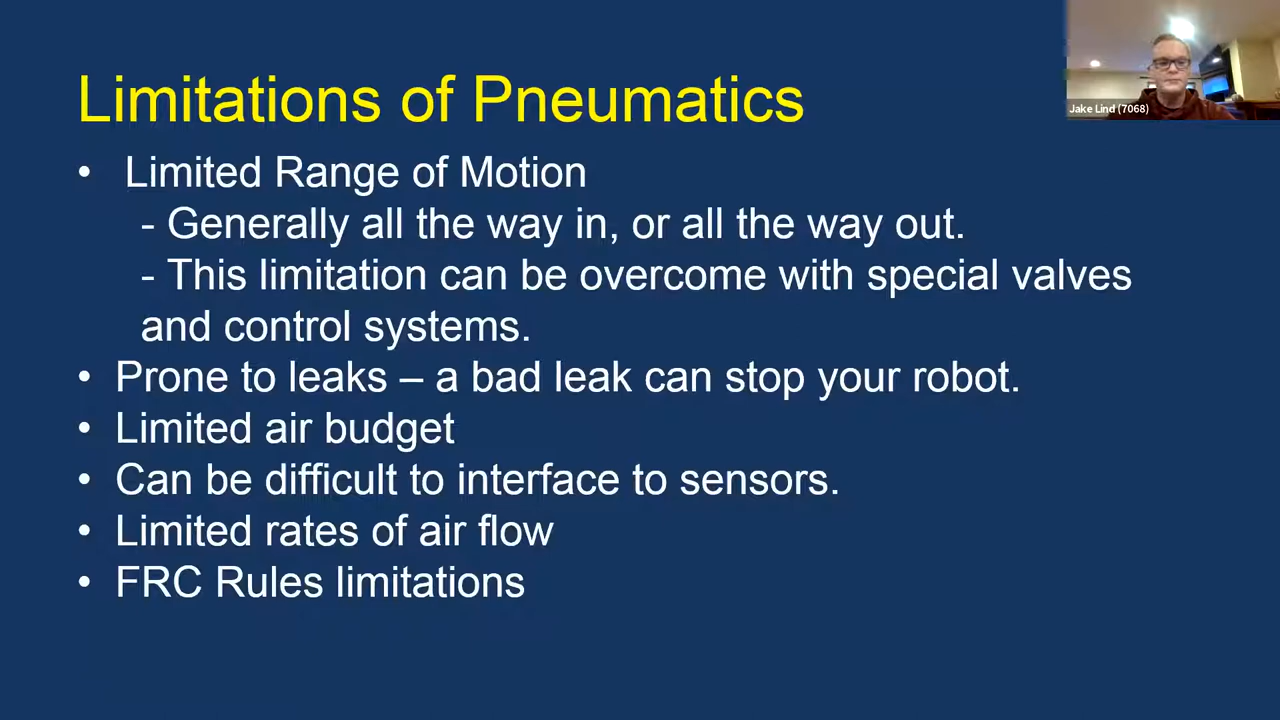 Limitations of Pneumatics
Jake Lind (7068)
• Limited Range of Motion
- Generally all the way in, or all the way out.
- This limitation can be overcome with special valves
and control systems.
• Prone to leaks – a bad leak can stop your robot.
• Limited air budget
• Can be difficult to interface to sensors.
• Limited rates of air flow
• FRC Rules limitations